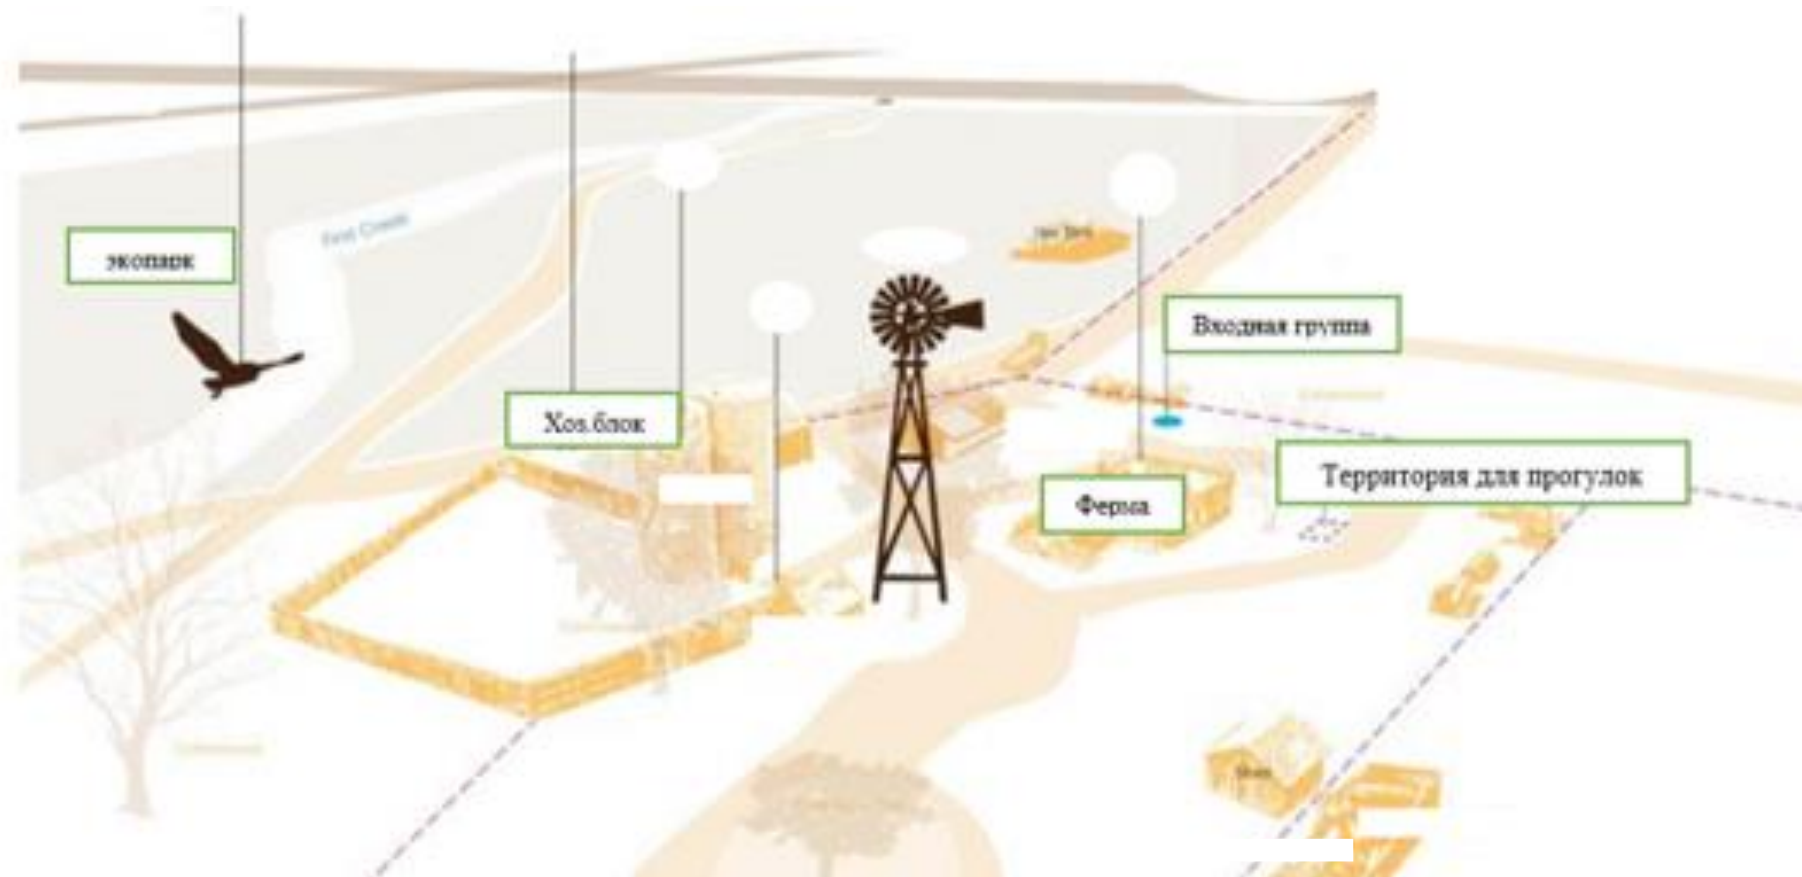 экопарк
Входная группа
Хоз.блок
Территория для прогулок
Ферма